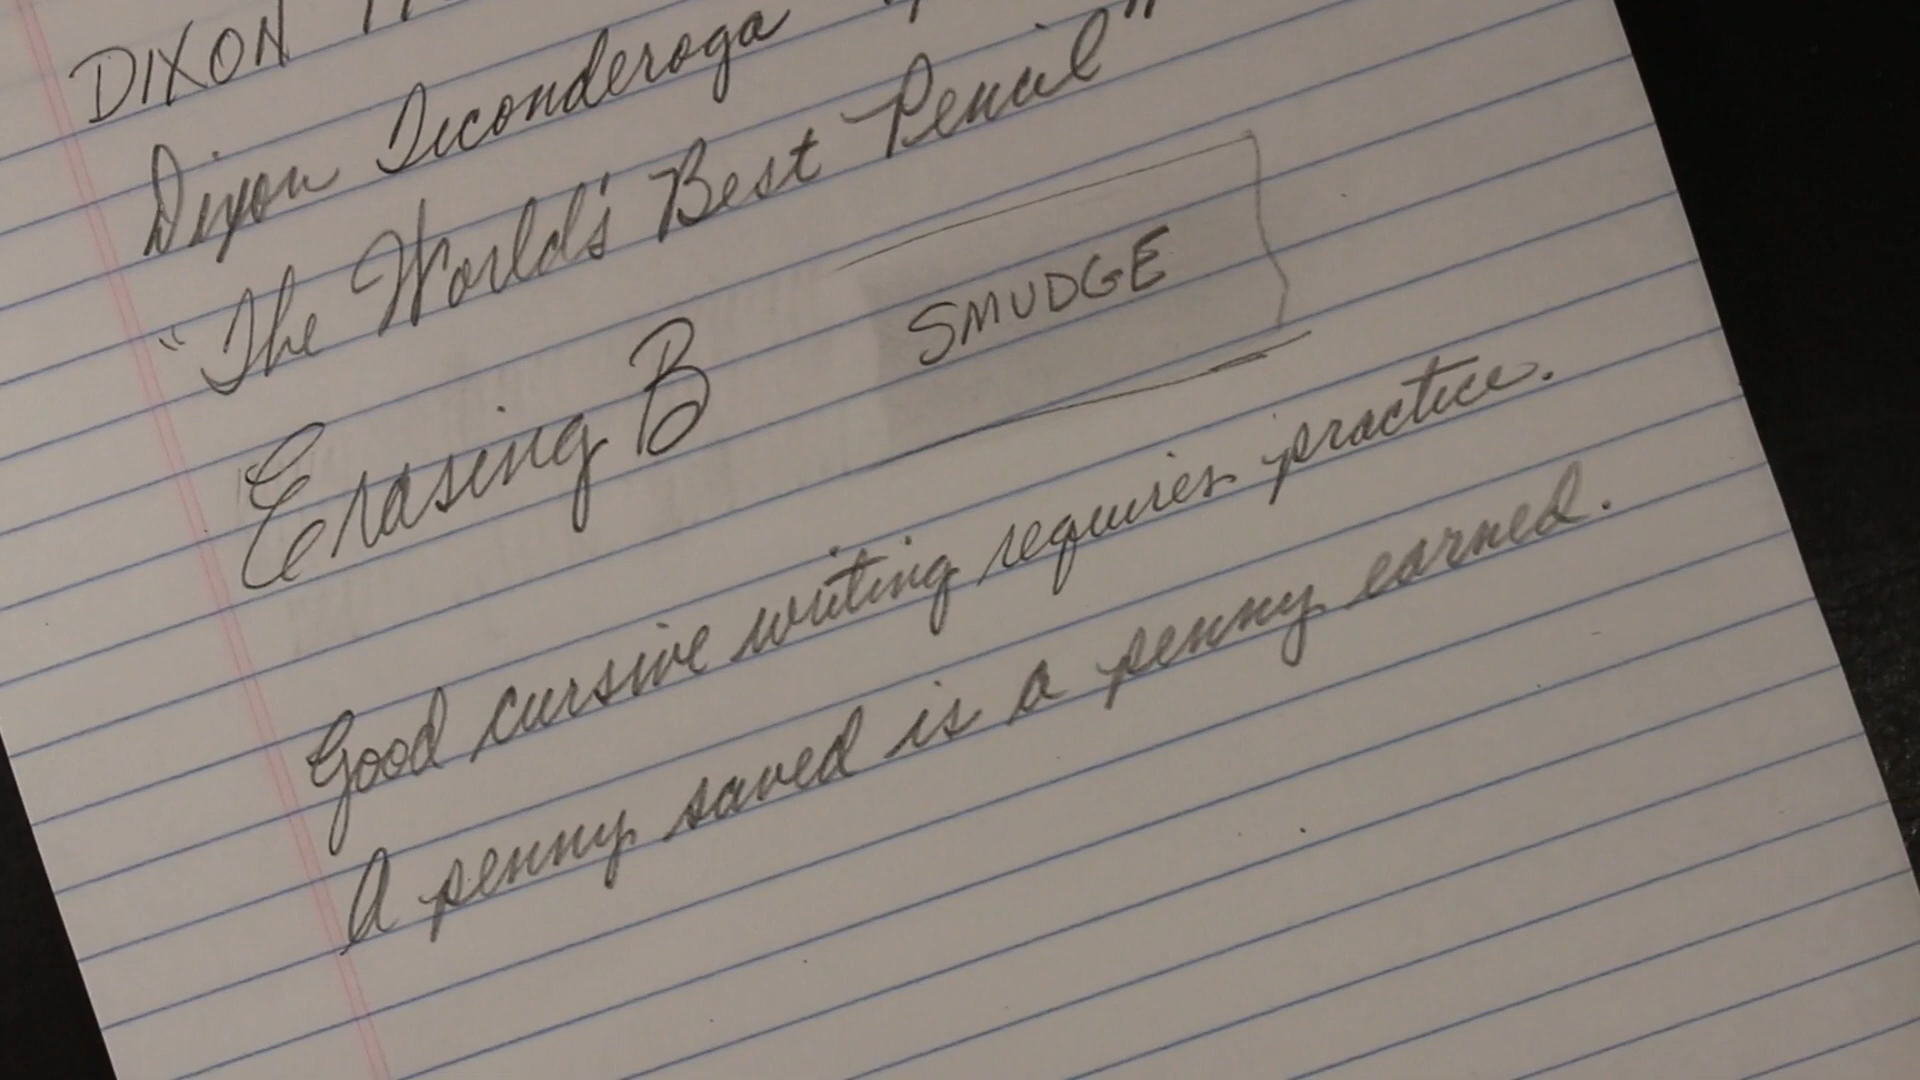 DIXON
Dixon Ticonderoga
"The World's Best Pencil"
Erasing B SMUDGE
Good cursive writing requires practice.
A penny saved is a penny earned.